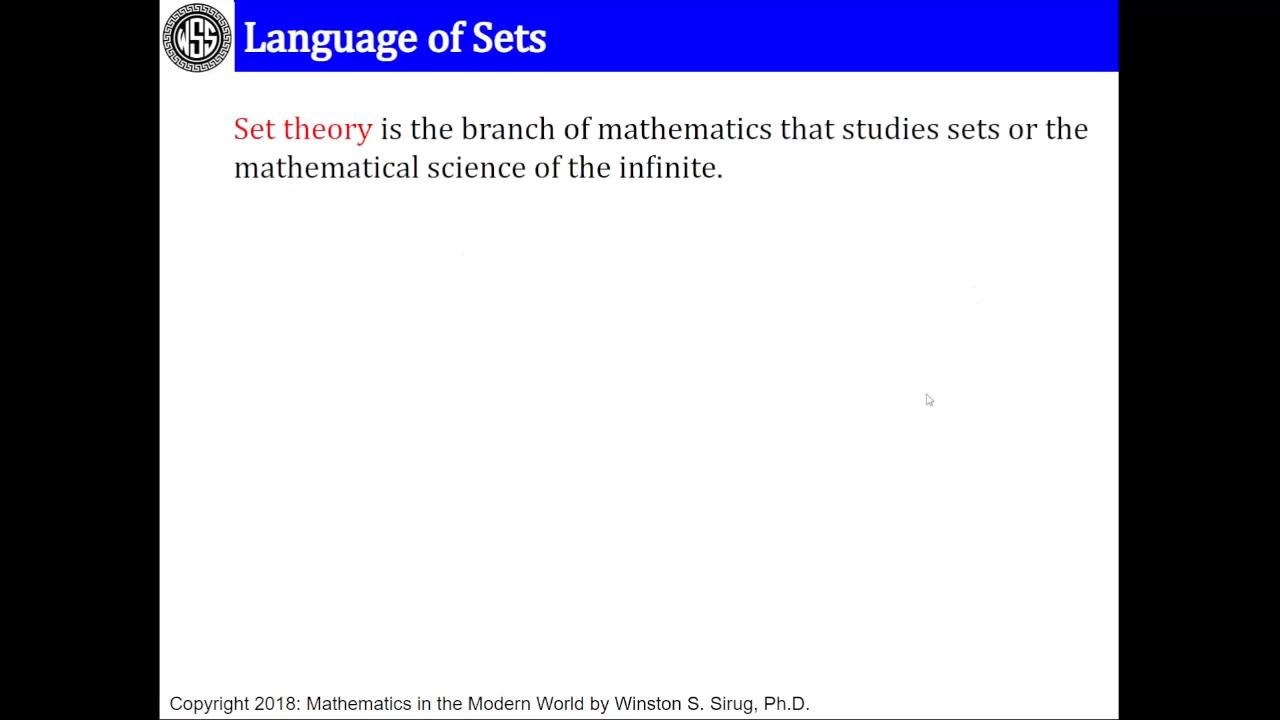 WSS
Language of Sets
Set theory is the branch of mathematics that studies sets or the
mathematical science of the infinite.
Copyright 2018: Mathematics in the Modern World by Winston S. Sirug, Ph.D.